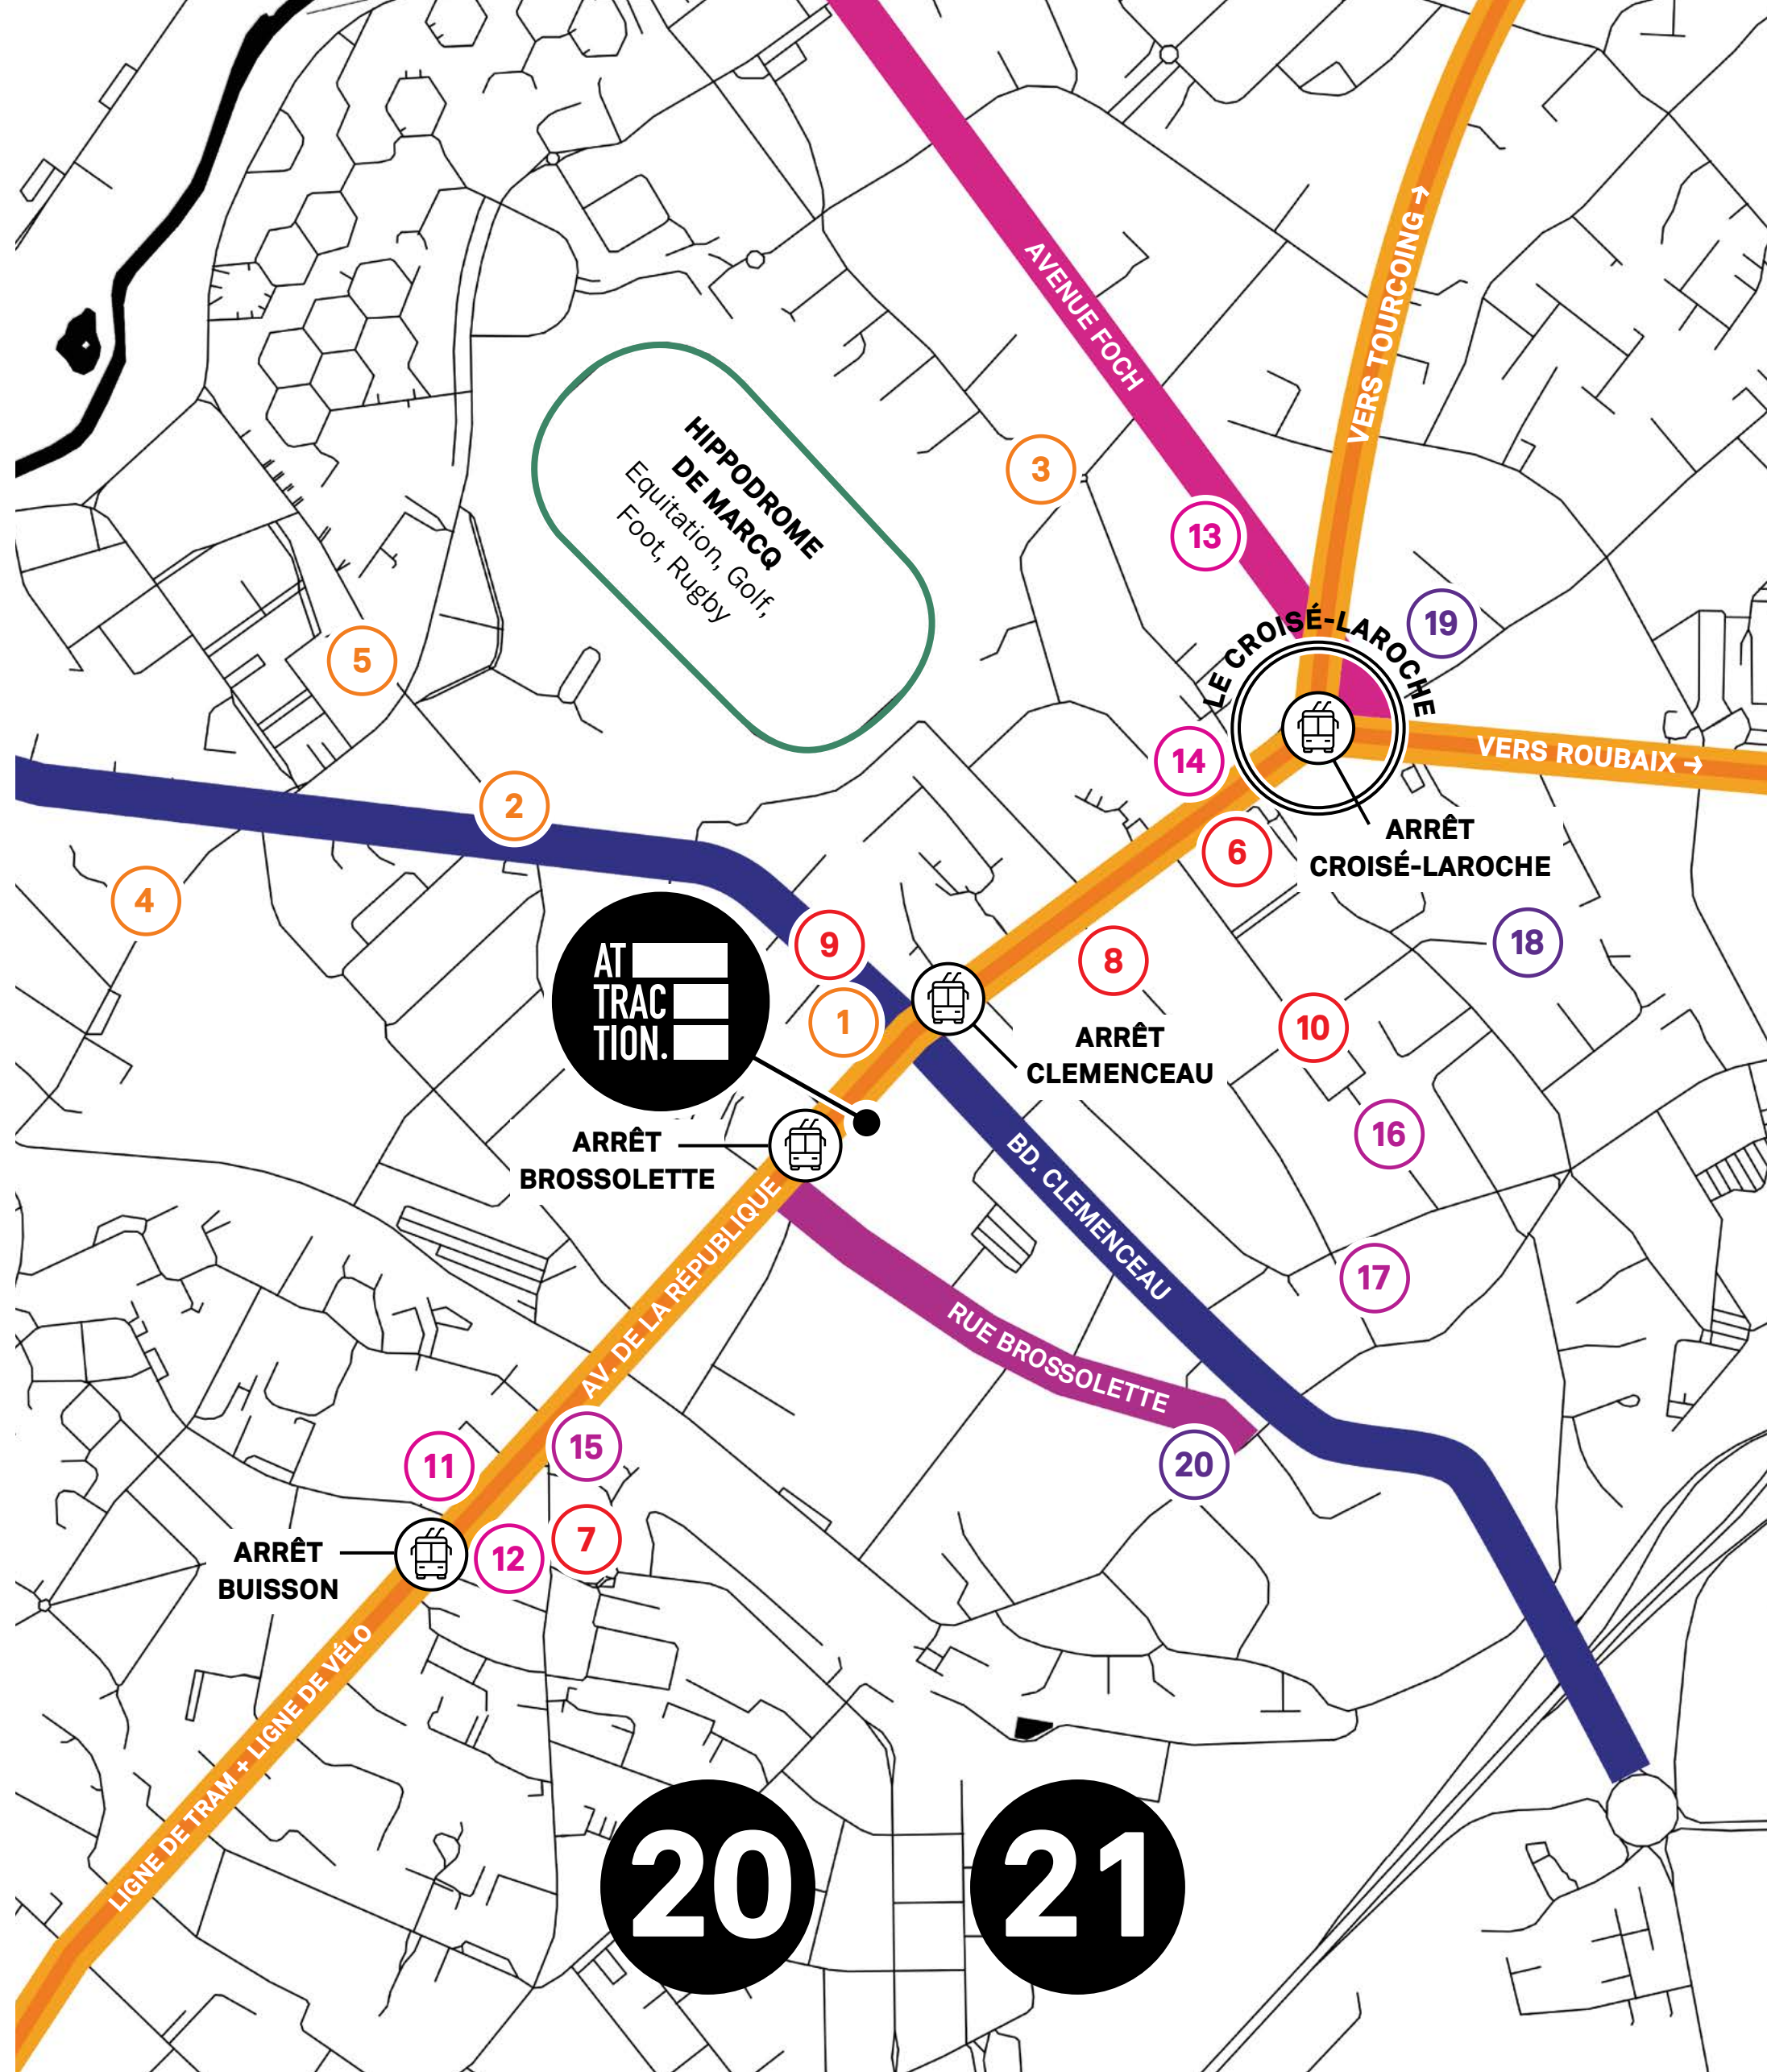 AVENUE FOCH
VERS TOURCOING →
HIPPODROME
DE MARCQ
Equitation, Golf,
Foot, Rugby
3
13
19
5
LE CROISÉ-LAROCHE
14
VERS ROUBAIX →
2
6
ARRÊT
CROISÉ-LAROCHE
4
9
8
18
AT
TRAC
TION.
1
10
ARRÊT
CLEMENCEAU
16
ARRÊT
BROSSOLETTE
BD. CLEMENCEAU
17
AV. DE LA RÉPUBLIQUE
RUE BROSSOLETTE
11
15
20
ARRÊT
BUISSON
12
7
LIGNE DE TRAM + LIGNE DE VÉLO
20
21